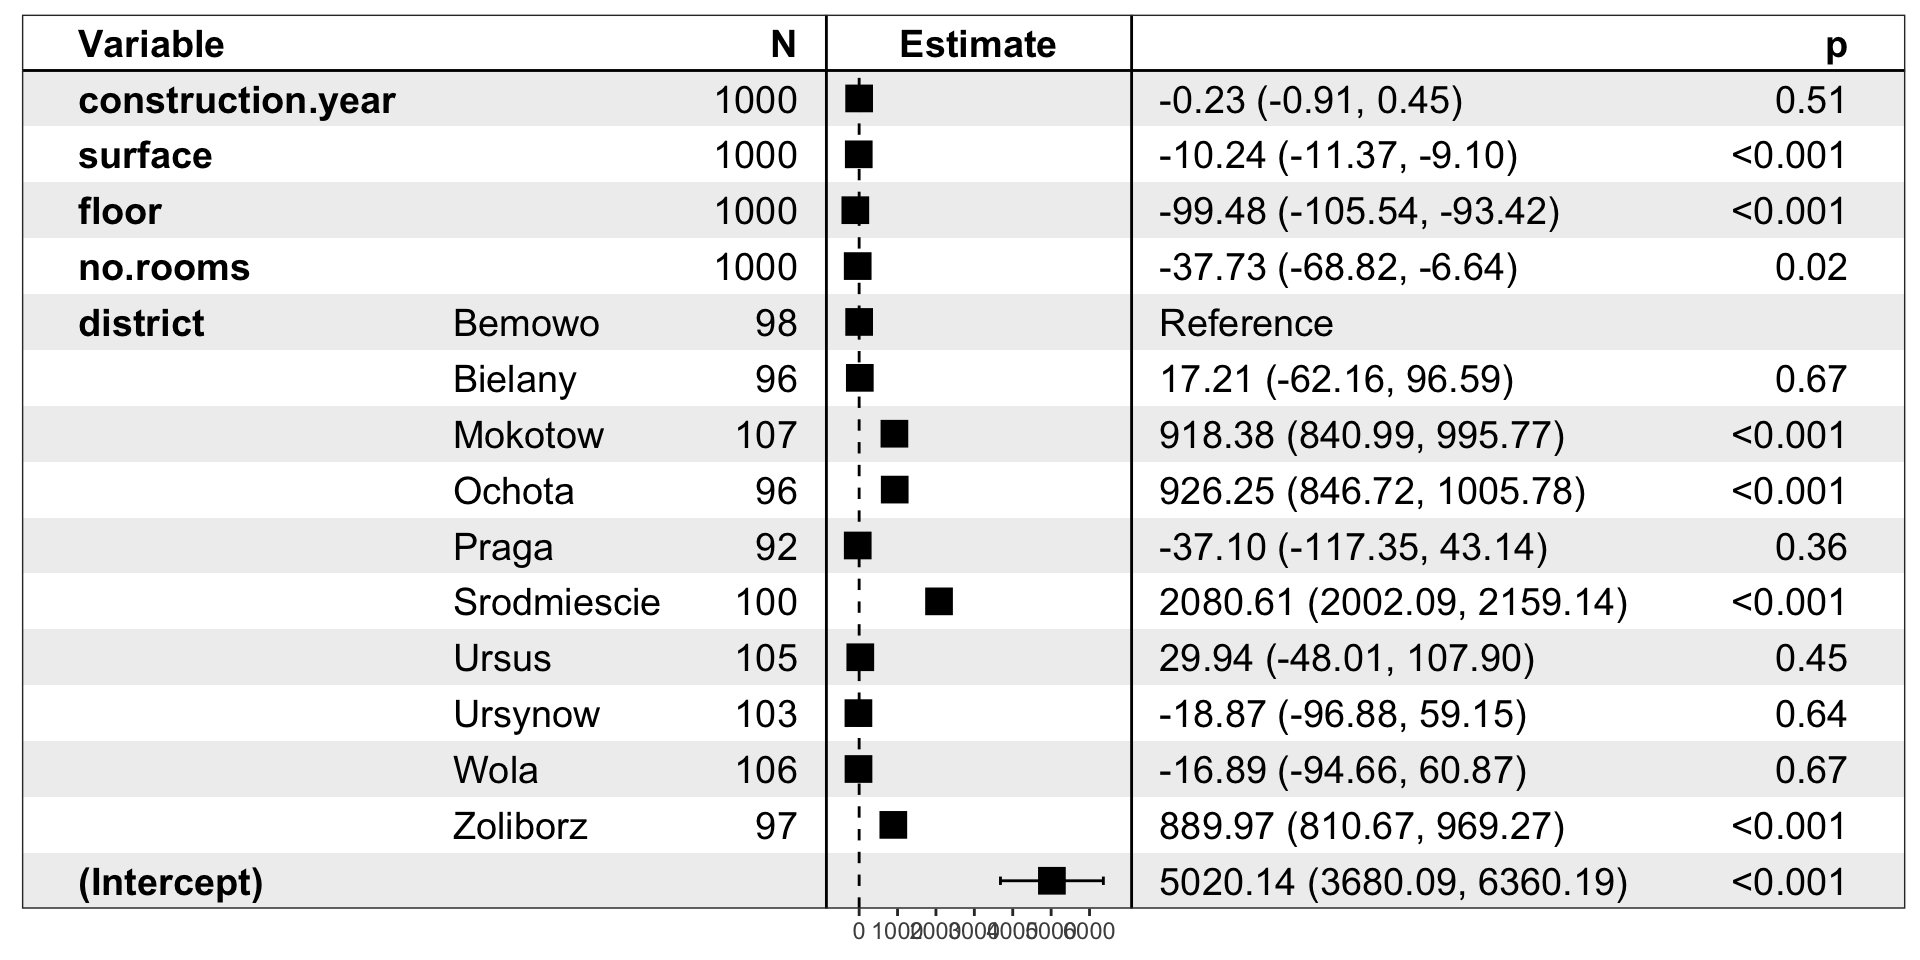 Variable N Estimate p
construction.year 1000 -0.23 (-0.91, 0.45) 0.51
surface 1000 -10.24 (-11.37, -9.10) <0.001
floor 1000 -99.48 (-105.54, -93.42) <0.001
no.rooms 1000 -37.73 (-68.82, -6.64) 0.02
district Bemowo 98 Reference
Bielany 96 17.21 (-62.16, 96.59) 0.67
Mokotow 107 918.38 (840.99, 995.77) <0.001
Ochota 96 926.25 (846.72, 1005.78) <0.001
Praga 92 -37.10 (-117.35, 43.14) 0.36
Srodmiescie 100 2080.61 (2002.09, 2159.14) <0.001
Ursus 105 29.94 (-48.01, 107.90) 0.45
Ursynow 103 -18.87 (-96.88, 59.15) 0.64
Wola 106 -16.89 (-94.66, 60.87) 0.67
Zoliborz 97 889.97 (810.67, 969.27) <0.001
(Intercept) 5020.14 (3680.09, 6360.19) <0.001
0 1000 2000 3000 4000 5000 6000